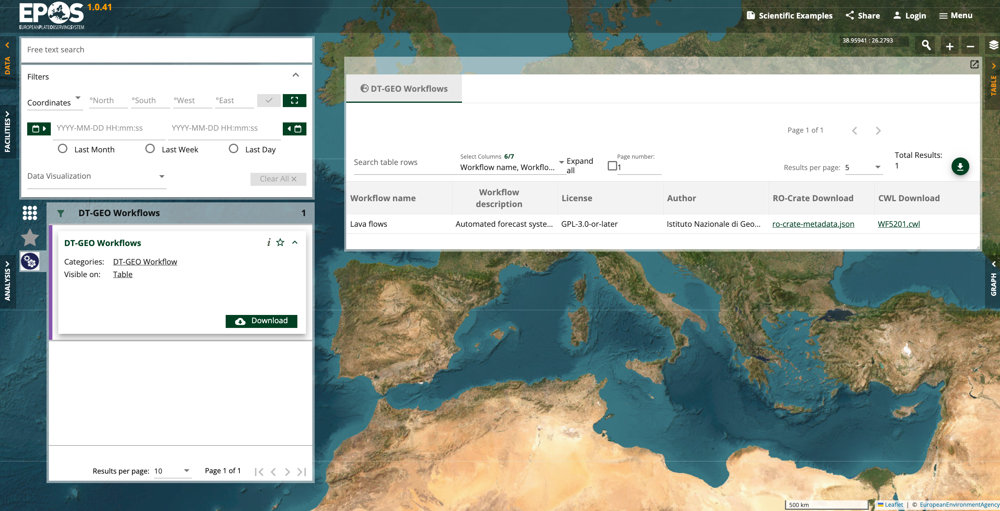 EPOS 1.0.41
EUROPEANPLATEOBSERVINGSYSTEM
Scientific Examples Share Login Menu
DATA
FACILITIES
ANALYSIS
Free text search
Filters
Coordinates °North °South °West °East
YYYY-MM-DD HH:mm:ss YYYY-MM-DD HH:mm:ss
Last Month Last Week Last Day
Data Visualization
Clear All
DT-GEO Workflows 1
DT-GEO Workflows
Categories: DT-GEO Workflow
Visible on: Table
Download
Results per page: 10 Page 1 of 1
38.95941 : 26.2793
TABLE
GRAPH
DT-GEO Workflows
Page 1 of 1
Search table rows
Select Columns 6/7
Workflow name, Workflo...
Expand all
Page number:
1
Results per page: 5
Total Results:
1
Workflow name Workflow description License Author RO-Crate Download CWL Download
Lava flows Automated forecast syste... GPL-3.0-or-later Istituto Nazionale di Geo... ro-crate-metadata.json WF5201.cwl
500 km
Leaflet | © EuropeanEnvironmentAgency